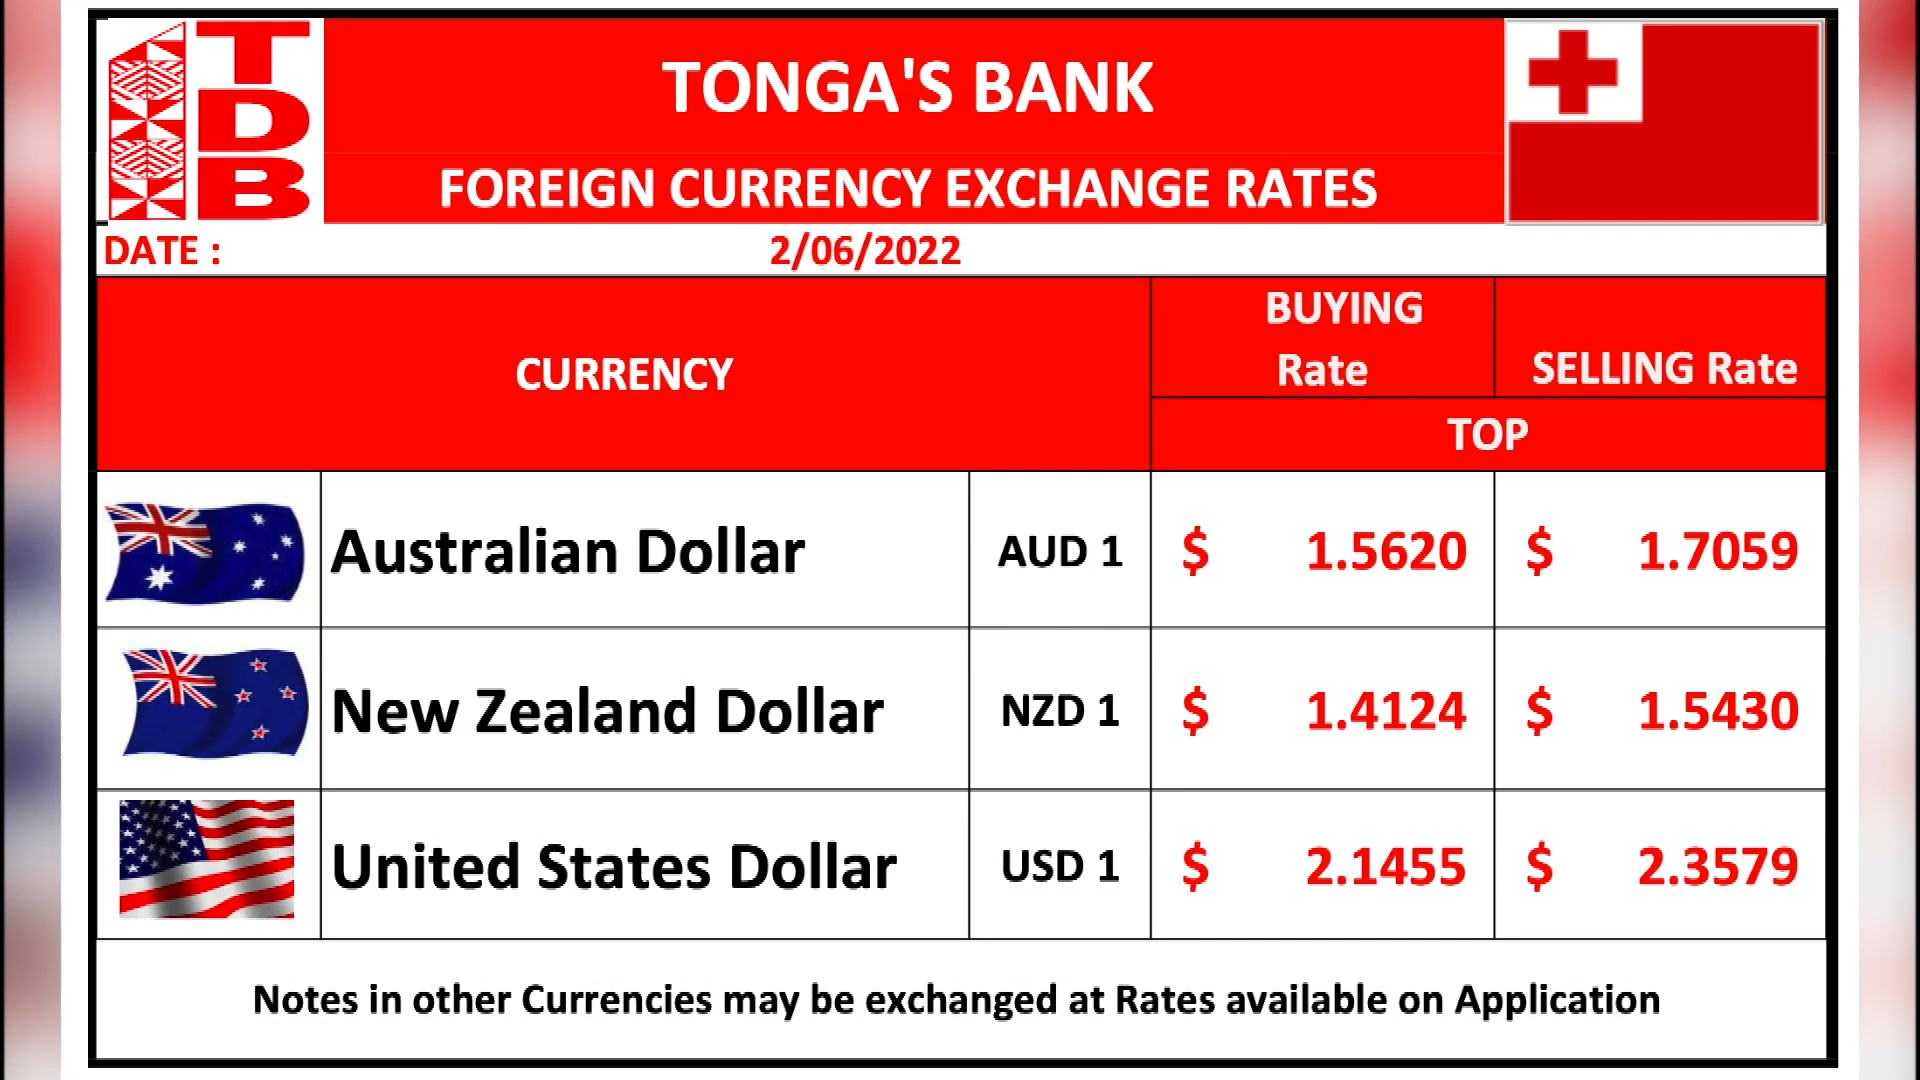 TDB
TONGA'S BANK
FOREIGN CURRENCY EXCHANGE RATES
DATE : 2/06/2022
CURRENCY
BUYING
Rate
SELLING Rate
TOP
Australian Dollar AUD 1 $ 1.5620 $ 1.7059
New Zealand Dollar NZD 1 $ 1.4124 $ 1.5430
United States Dollar USD 1 $ 2.1455 $ 2.3579
Notes in other Currencies may be exchanged at Rates available on Application